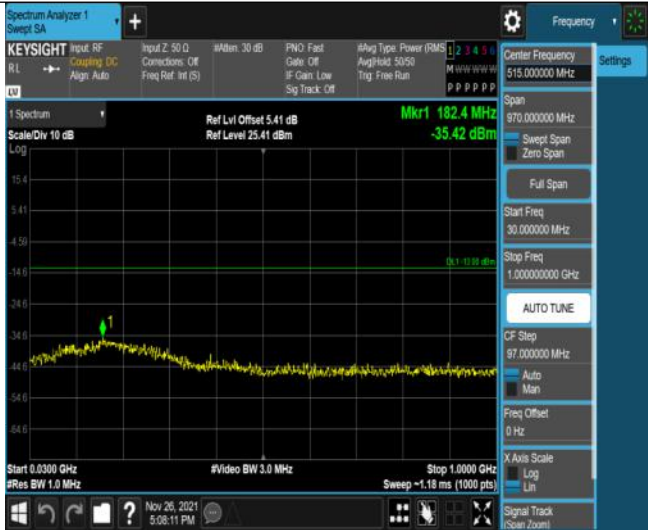 Spectrum Analyzer 1
Swept SA
Frequency
KEYSIGHT
RL
LV
Input: RF
Coupling: DC
Align: Auto
Input Z: 50 Ω
Corrections: Off
Freq Ref: Int (S)
#Atten: 30 dB
PNO: Fast
Gate: Off
IF Gain: Low
Sig Track: Off
#Avg Type: Power (RMS
Avg|Hold: 50/50
Trig: Free Run
1 2 3 4 5 6
M W W W W W
P P P P P P
Center Frequency
515.000000 MHz
Settings
Span
970.000000 MHz
Swept Span
Zero Span
Full Span
Start Freq
30.000000 MHz
Stop Freq
1.000000000 GHz
AUTO TUNE
CF Step
97.000000 MHz
Auto
Man
Freq Offset
0 Hz
X Axis Scale
Log
Lin
Signal Track
(Span Zoom)
1 Spectrum
Scale/Div 10 dB
Log
Ref Lvl Offset 5.41 dB
Ref Level 25.41 dBm
Mkr1 182.4 MHz
-35.42 dBm
15.4
5.41
-4.59
-14.6
-24.6
-34.6
-44.6
-54.6
-64.6
DL1 -13.00 dBm
1
Start 0.0300 GHz
#Res BW 1.0 MHz
#Video BW 3.0 MHz
Stop 1.0000 GHz
Sweep ~1.18 ms (1000 pts)
?
Nov 26, 2021
5:08:11 PM